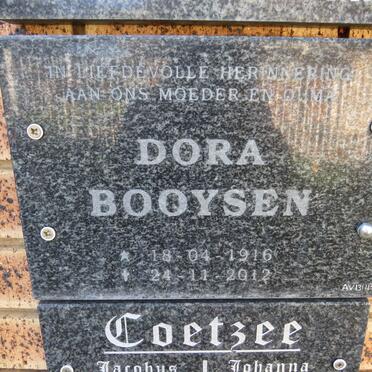 IN LIEFDEVOLLE HERINNERING
AAN ONS MOEDER EN OUMA
DORA
BOOYSEN
* 18-04-1916
✝ 24-11-2012
Coetzee
Jacobus Johanna